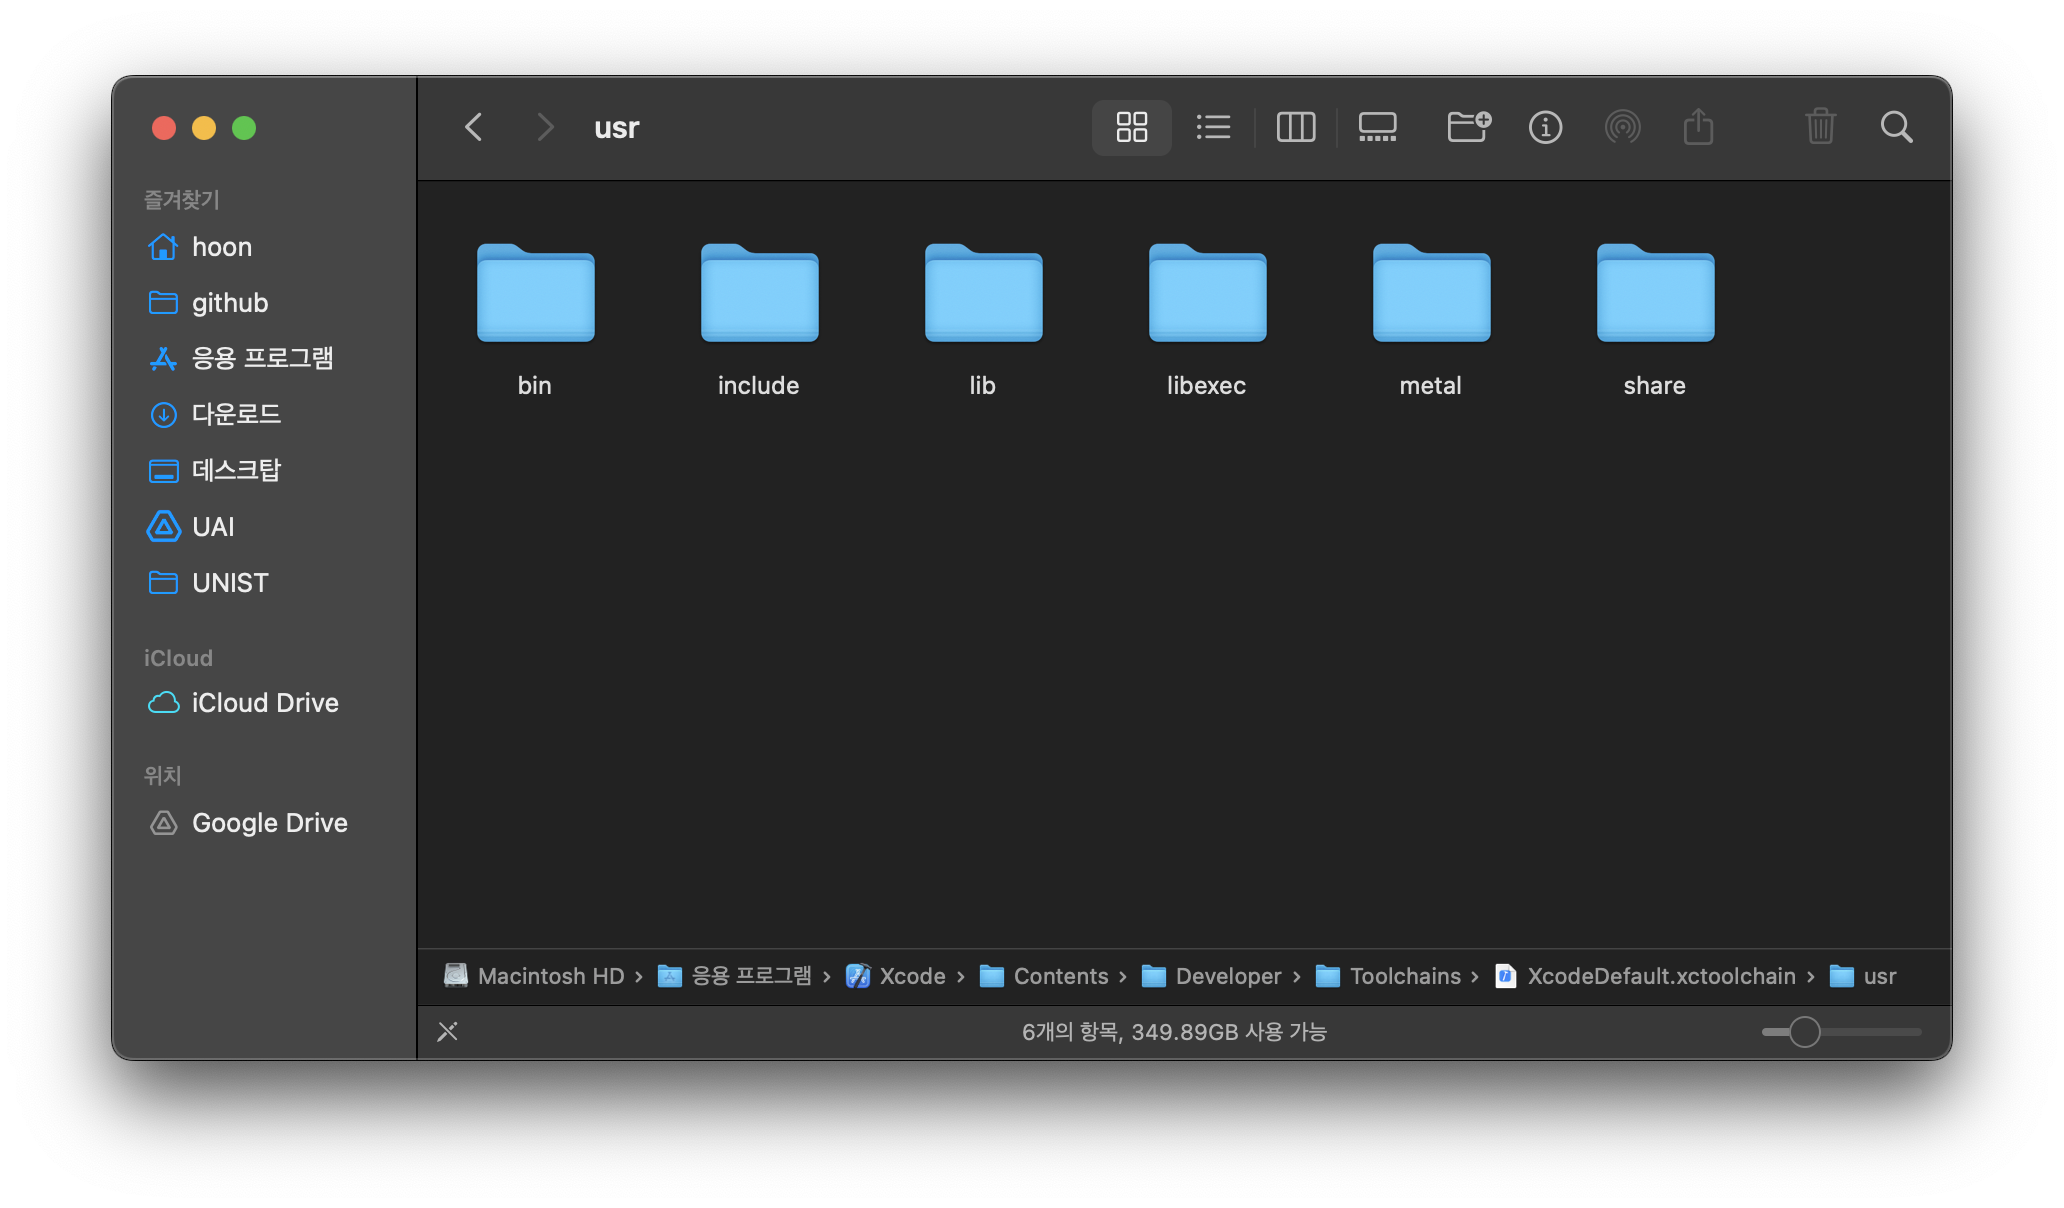 usr
즐겨찾기
hoon
github
응용 프로그램
다운로드
데스크탑
UAI
UNIST
iCloud
iCloud Drive
위치
Google Drive
bin include lib libexec metal share
Macintosh HD › 응용 프로그램 › Xcode › Contents › Developer › Toolchains › XcodeDefault.xctoolchain › usr
6개의 항목, 349.89GB 사용 가능